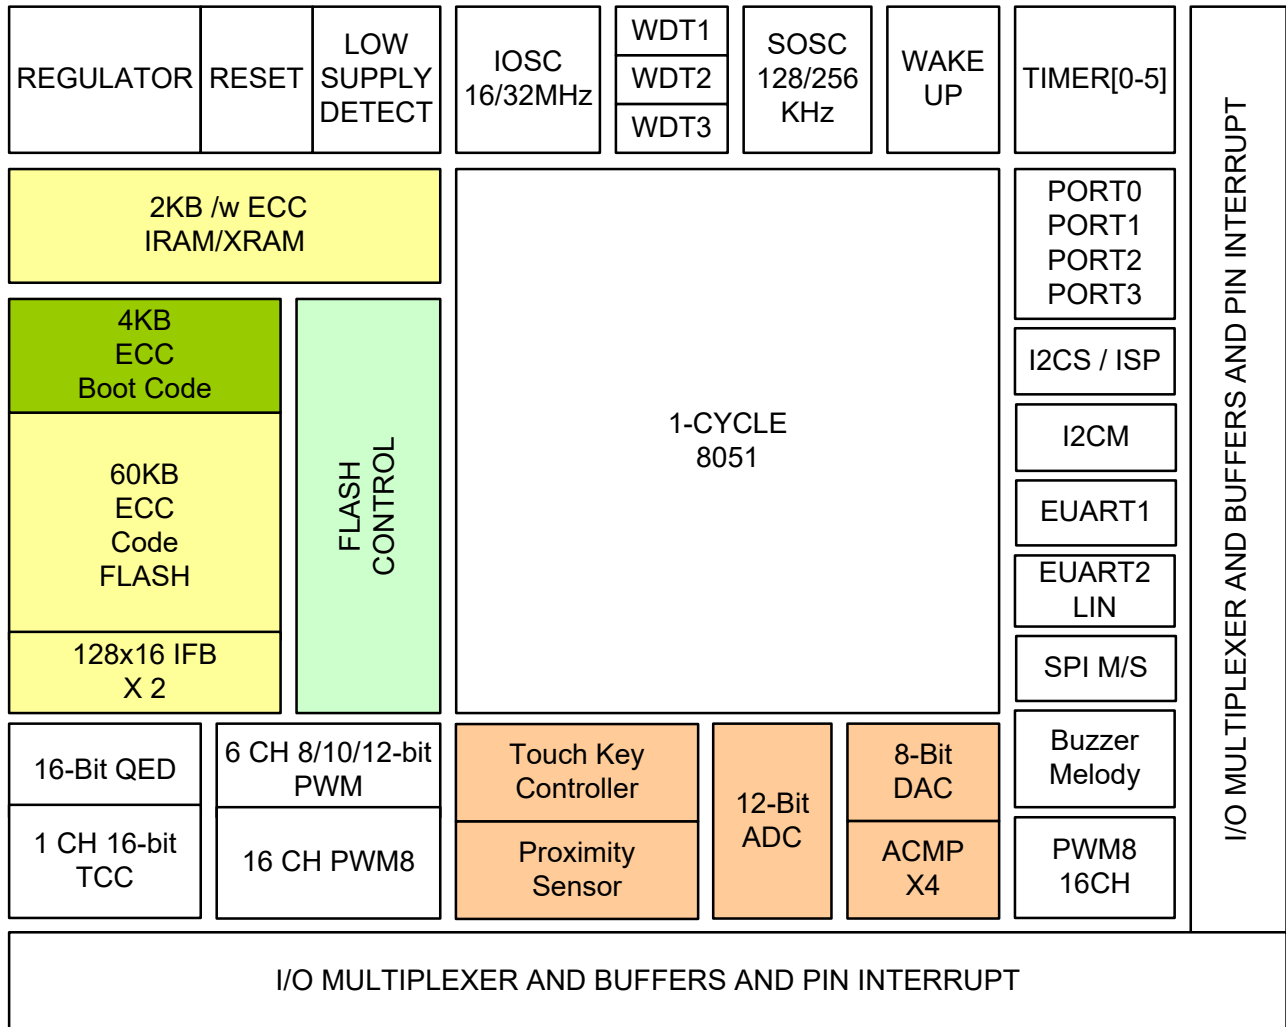 REGULATOR
RESET
LOW
SUPPLY
DETECT
IOSC
16/32MHz
WDT1
WDT2
WDT3
SOSC
128/256
KHz
WAKE
UP
TIMER[0-5]
I/O MULTIPLEXER AND BUFFERS AND PIN INTERRUPT
2KB /w ECC
IRAM/XRAM
4KB
ECC
Boot Code
60KB
ECC
Code
FLASH
128x16 IFB
X 2
FLASH
CONTROL
1-CYCLE
8051
PORT0
PORT1
PORT2
PORT3
I2CS / ISP
I2CM
EUART1
EUART2
LIN
SPI M/S
16-Bit QED
6 CH 8/10/12-bit
PWM
1 CH 16-bit
TCC
16 CH PWM8
Touch Key
Controller
Proximity
Sensor
12-Bit
ADC
8-Bit
DAC
ACMP
X4
Buzzer
Melody
PWM8
16CH
I/O MULTIPLEXER AND BUFFERS AND PIN INTERRUPT